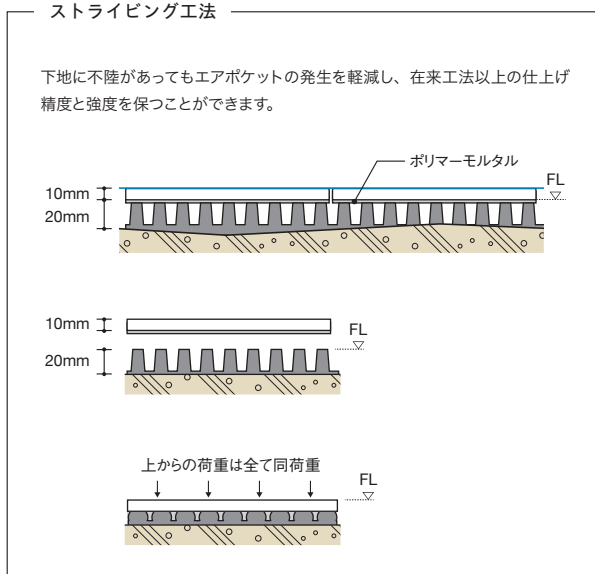 ストライビング工法
下地に不陸があってもエアポケットの発生を軽減し、在来工法以上の仕上げ
精度と強度を保つことができます。
ポリマーモルタル
FL
10mm
20mm
10mm
FL
20mm
上からの荷重は全て同荷重
FL